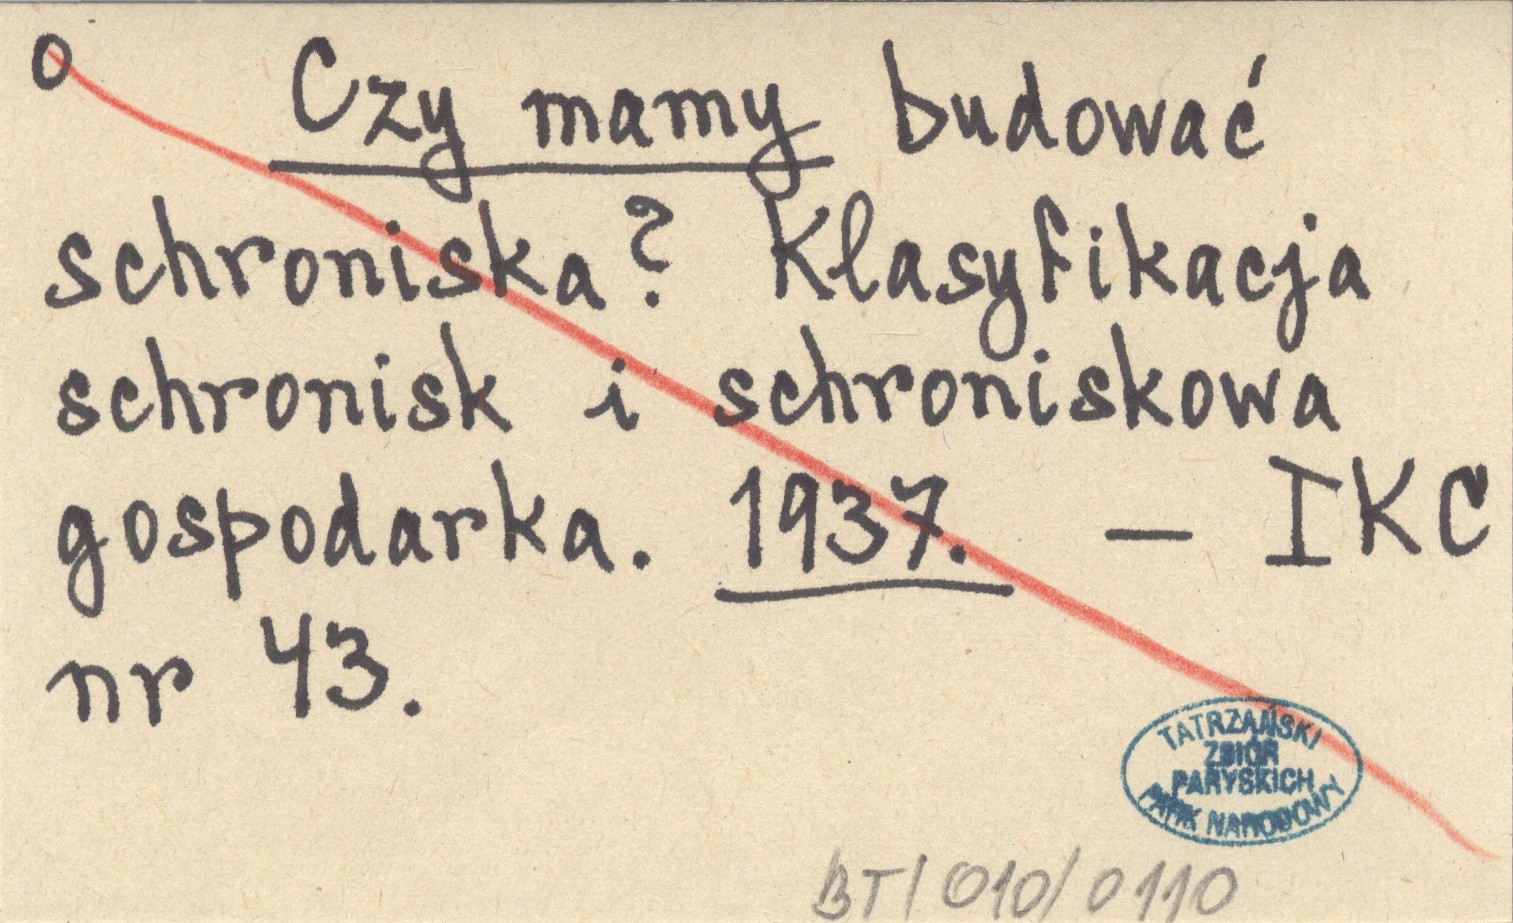 o Czy mamy budować
schroniska? Klasyfikacja
schronisk i schroniskowa
gospodarka. 1937. — IKC
nr 43.
TATRZAŃSKI
ZBIÓR
PARYSKICH
PARK NARODOWY
BT/010/0110